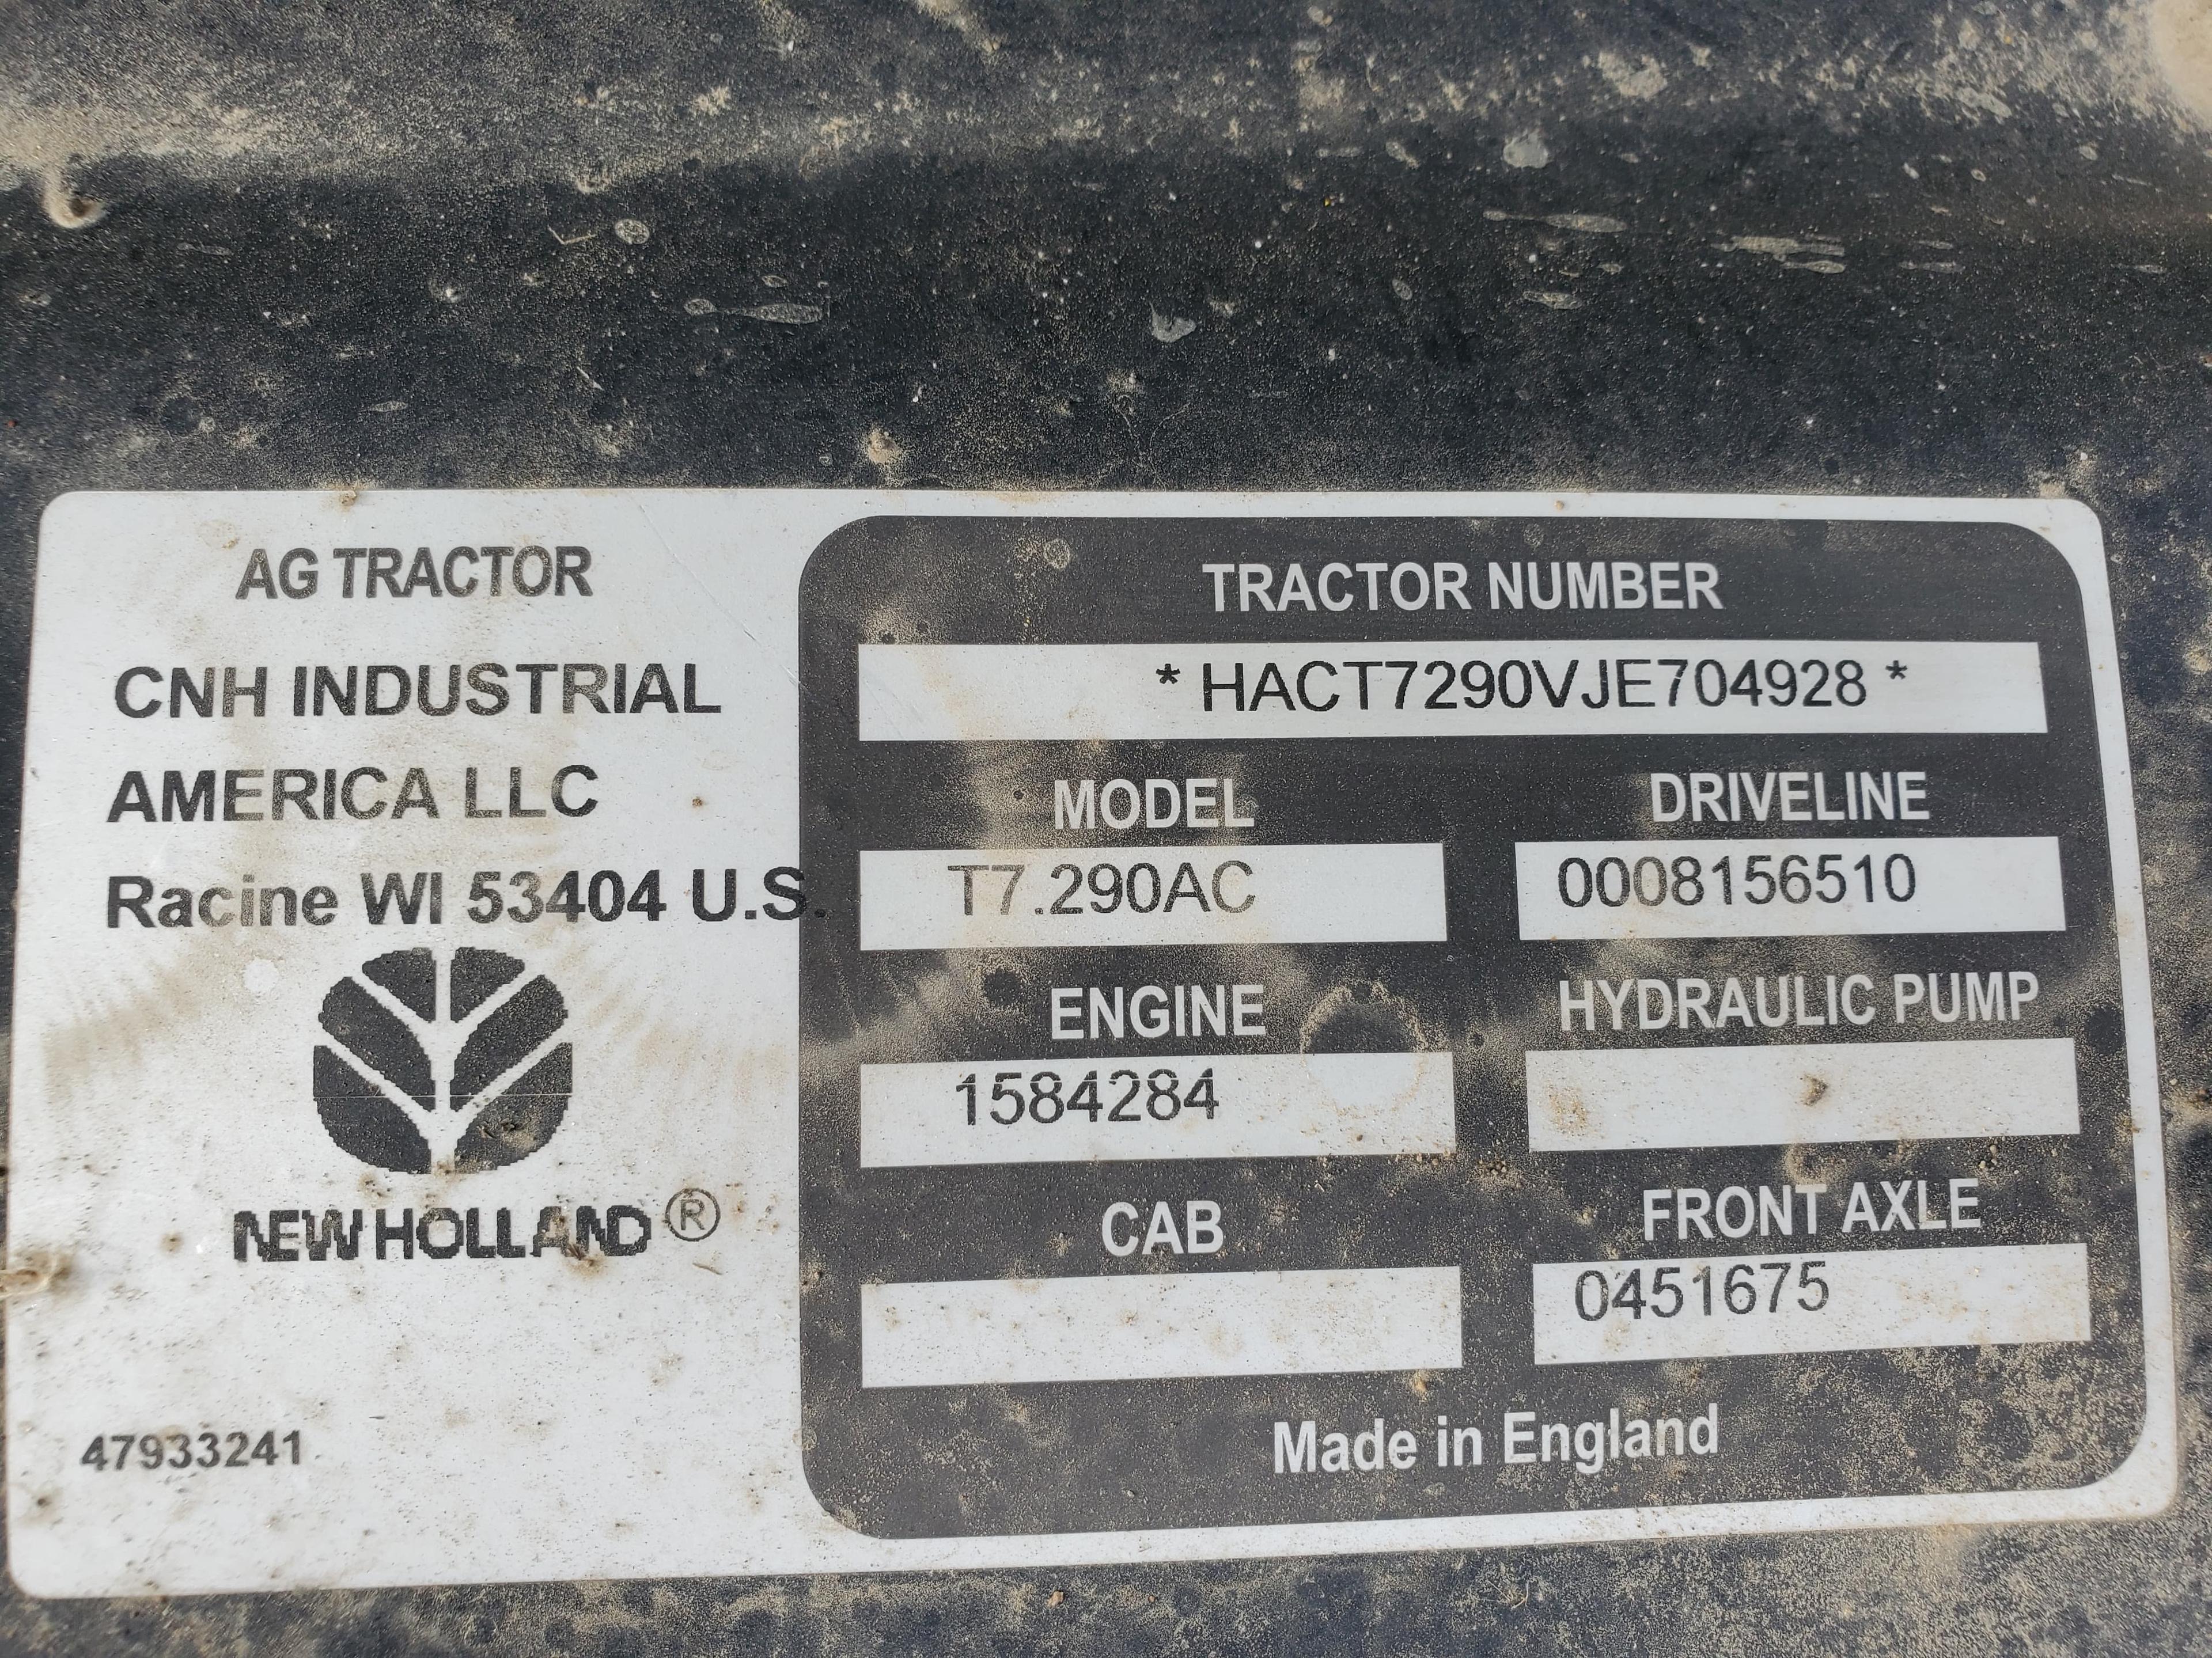 AG TRACTOR
CNH INDUSTRIAL
AMERICA LLC
Racine WI 53404 U.S.
NEW HOLLAND ®
47933241
TRACTOR NUMBER
* HACT7290VJE704928 *
MODEL DRIVELINE
T7.290AC 0008156510
ENGINE HYDRAULIC PUMP
1584284
CAB FRONT AXLE
0451675
Made in England